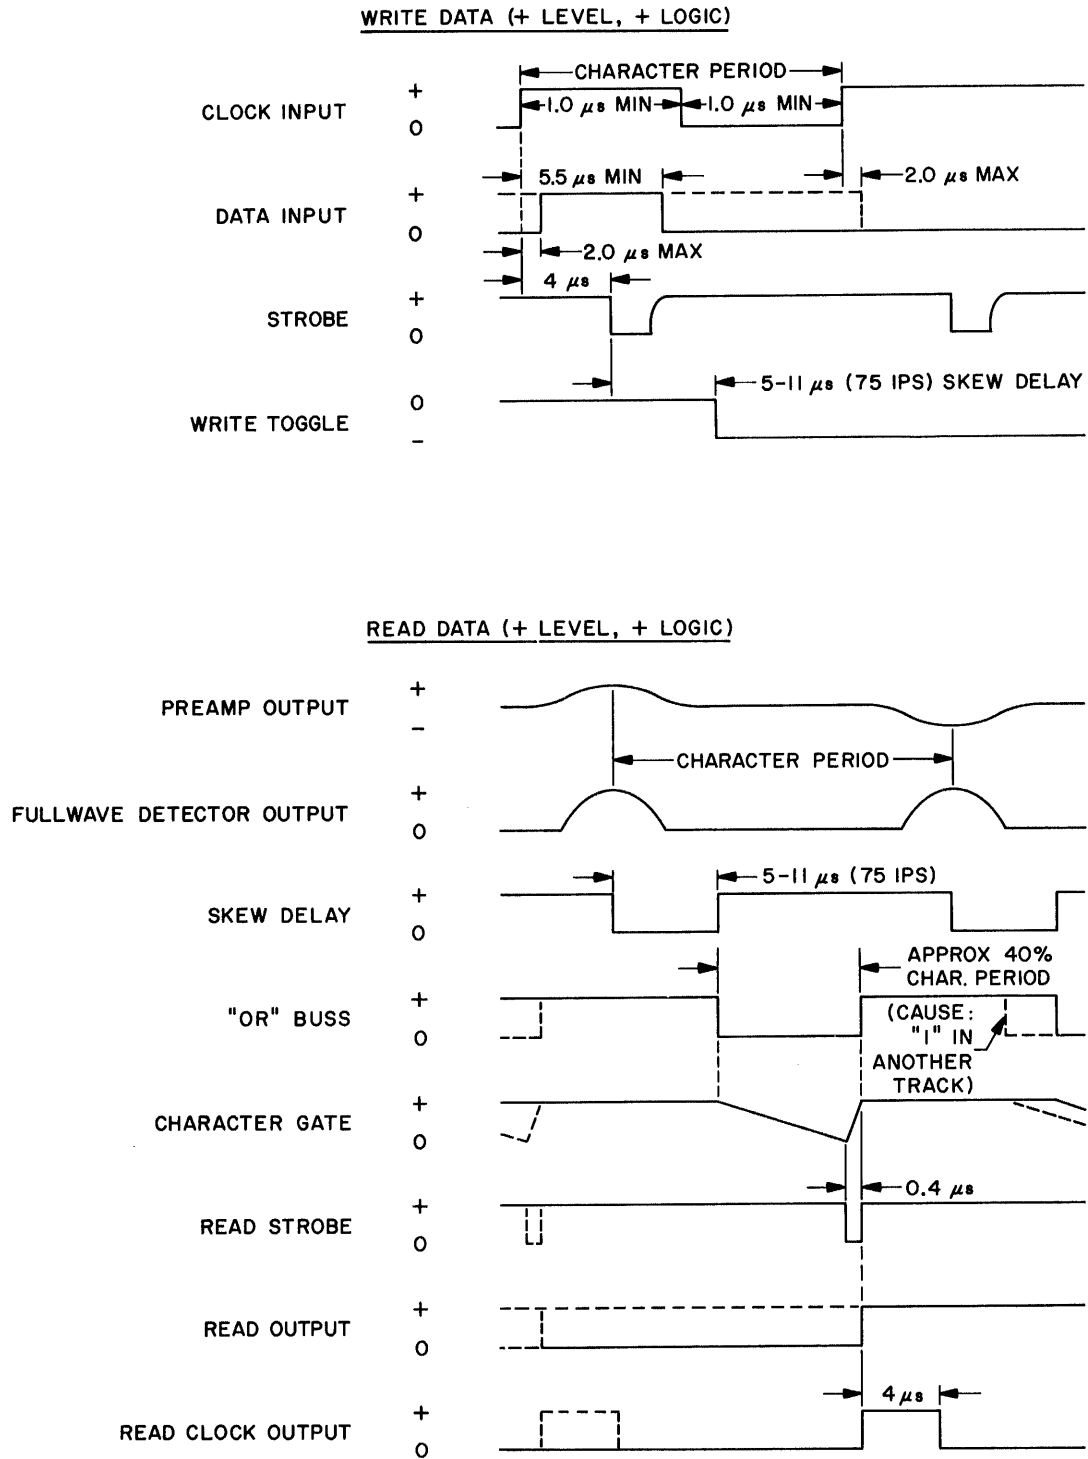 WRITE DATA (+ LEVEL, + LOGIC)
CHARACTER PERIOD
CLOCK INPUT
+
0
1.0 μs MIN
1.0 μs MIN
5.5 μs MIN
2.0 μs MAX
DATA INPUT
+
0
2.0 μs MAX
4 μs
STROBE
+
0
WRITE TOGGLE
0
–
5-11 μs (75 IPS) SKEW DELAY
READ DATA (+ LEVEL, + LOGIC)
PREAMP OUTPUT
+
–
CHARACTER PERIOD
FULLWAVE DETECTOR OUTPUT
+
0
5-11 μs (75 IPS)
SKEW DELAY
+
0
APPROX 40%
CHAR. PERIOD
"OR" BUSS
+
0
(CAUSE:
"1" IN
ANOTHER
TRACK)
CHARACTER GATE
+
0
0.4 μs
READ STROBE
+
0
READ OUTPUT
+
0
4 μs
READ CLOCK OUTPUT
+
0